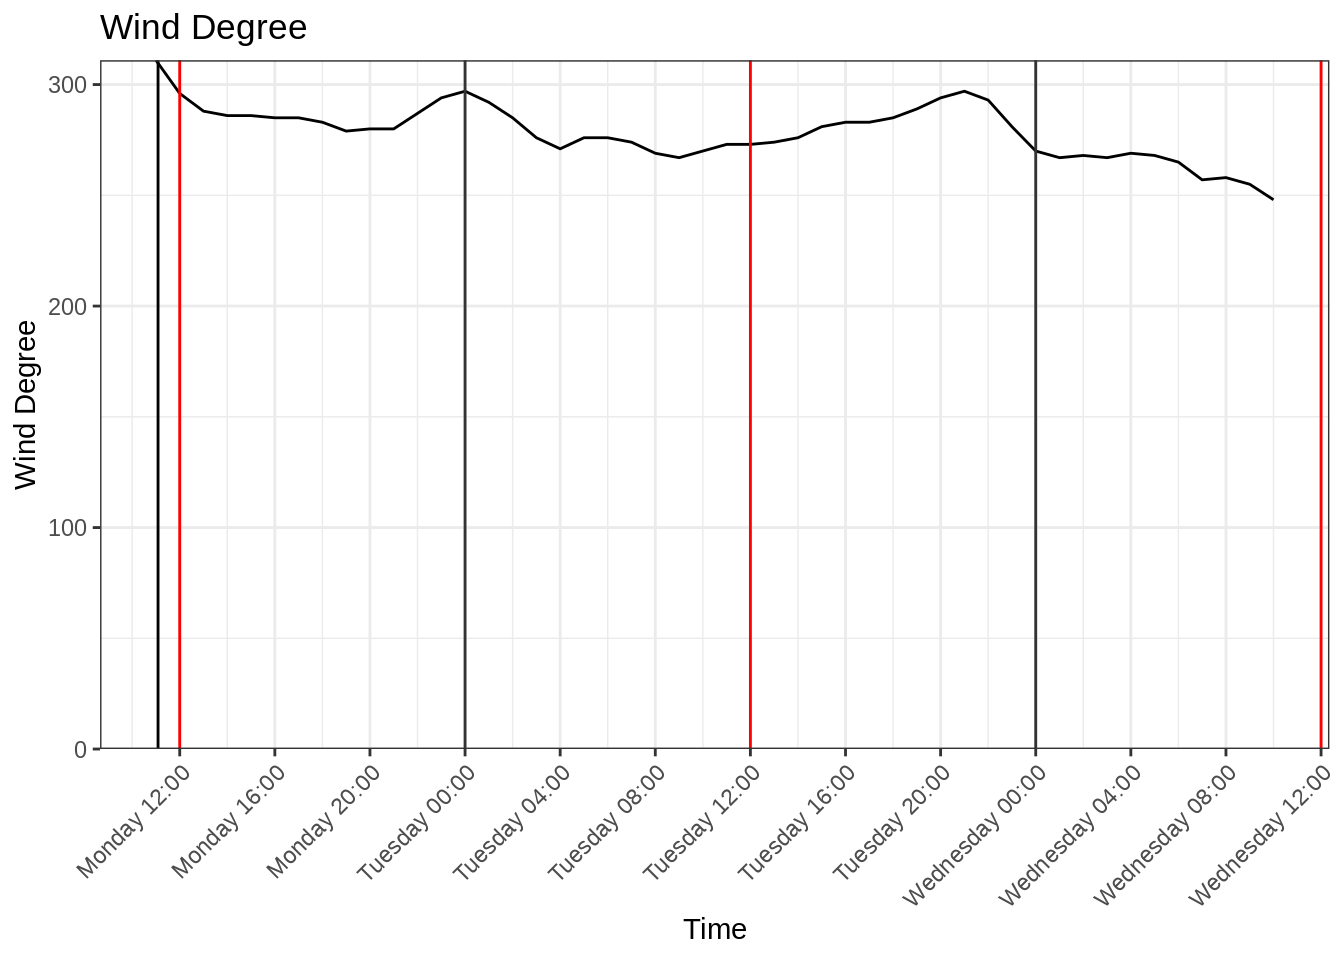 Wind Degree
Wind Degree
300
200
100
0
Monday 12:00
Monday 16:00
Monday 20:00
Tuesday 00:00
Tuesday 04:00
Tuesday 08:00
Tuesday 12:00
Tuesday 16:00
Tuesday 20:00
Wednesday 00:00
Wednesday 04:00
Wednesday 08:00
Wednesday 12:00
Time